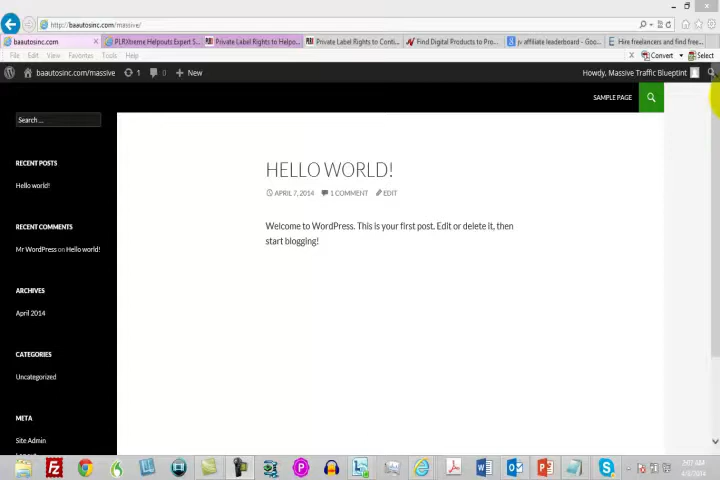 http://baautosinc.com/massive/
baautosinc.com
PLRXtreme Helpouts Expert S...
Private Label Rights to Helpo...
Private Label Rights to Conti...
Find Digital Products to Pro...
jv affiliate leaderboard - Goo...
Hire freelancers and find free...
File Edit View Favorites Tools Help
X Convert Select
baautosinc.com/massive 1 0 + New
Howdy, Massive Traffic Blueptint
SAMPLE PAGE
Search ...
RECENT POSTS
Hello world!
RECENT COMMENTS
Mr WordPress on Hello world!
ARCHIVES
April 2014
CATEGORIES
Uncategorized
META
Site Admin
HELLO WORLD!
APRIL 7, 2014 1 COMMENT EDIT
Welcome to WordPress. This is your first post. Edit or delete it, then
start blogging!